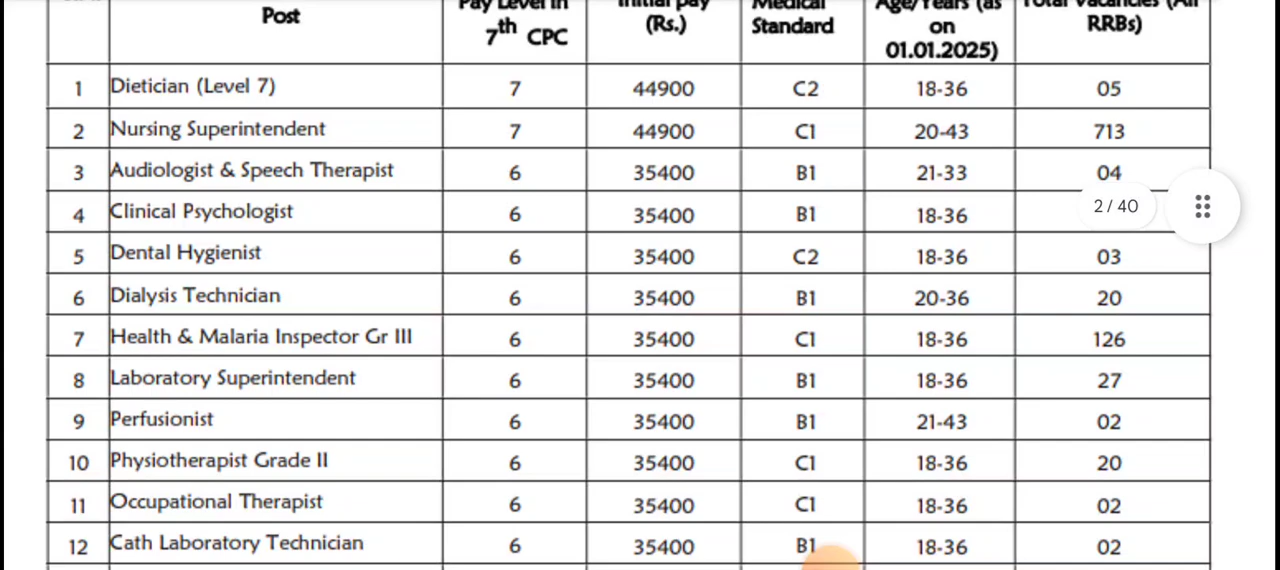 Post Pay Level in 7th CPC Initial pay (Rs.) Medical Standard Age/Years (as on 01.01.2025) Total Vacancies (All RRBs)
1 Dietician (Level 7) 7 44900 C2 18-36 05
2 Nursing Superintendent 7 44900 C1 20-43 713
3 Audiologist & Speech Therapist 6 35400 B1 21-33 04
4 Clinical Psychologist 6 35400 B1 18-36
2 / 40
5 Dental Hygienist 6 35400 C2 18-36 03
6 Dialysis Technician 6 35400 B1 20-36 20
7 Health & Malaria Inspector Gr III 6 35400 C1 18-36 126
8 Laboratory Superintendent 6 35400 B1 18-36 27
9 Perfusionist 6 35400 B1 21-43 02
10 Physiotherapist Grade II 6 35400 C1 18-36 20
11 Occupational Therapist 6 35400 C1 18-36 02
12 Cath Laboratory Technician 6 35400 B1 18-36 02